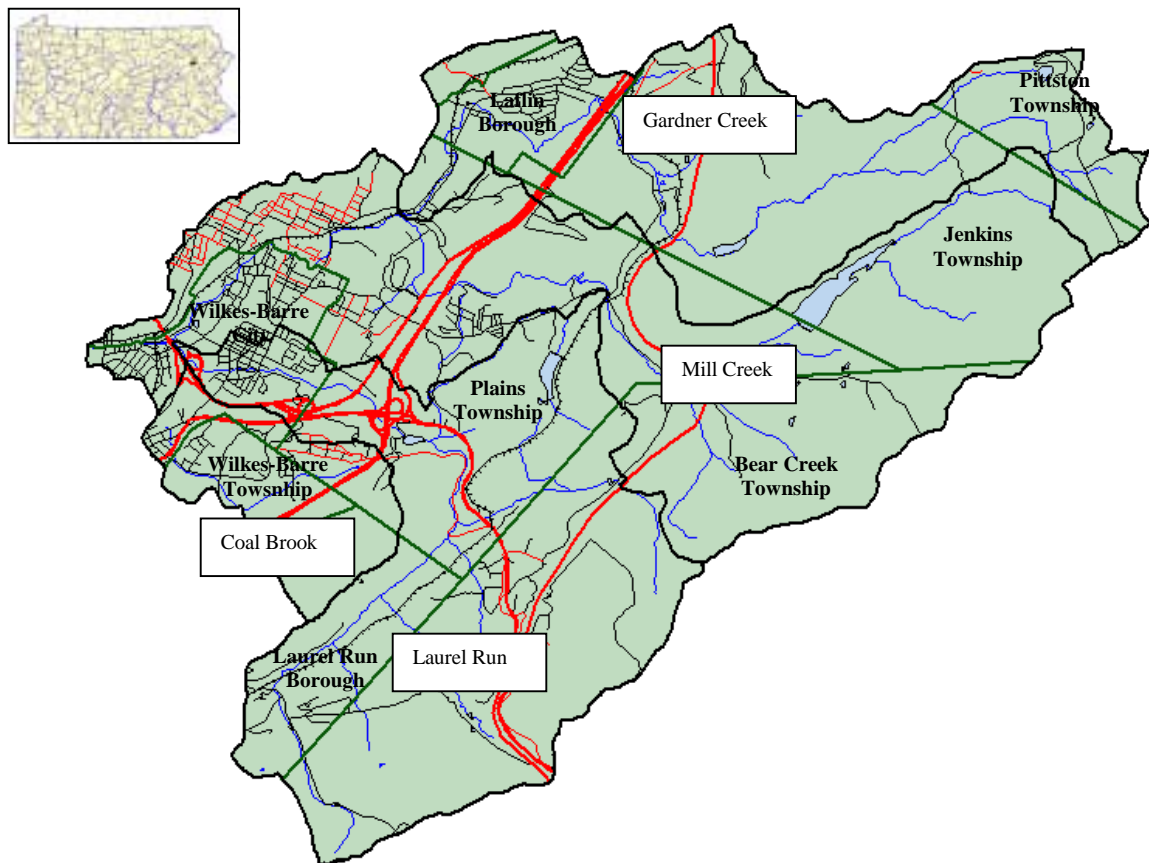 Laflin
Borough
Gardner Creek
Pittston
Township
Jenkins
Township
Wilkes-Barre
City
Plains
Township
Mill Creek
Wilkes-Barre
Towsnhip
Bear Creek
Township
Coal Brook
Laurel Run
Borough
Laurel Run